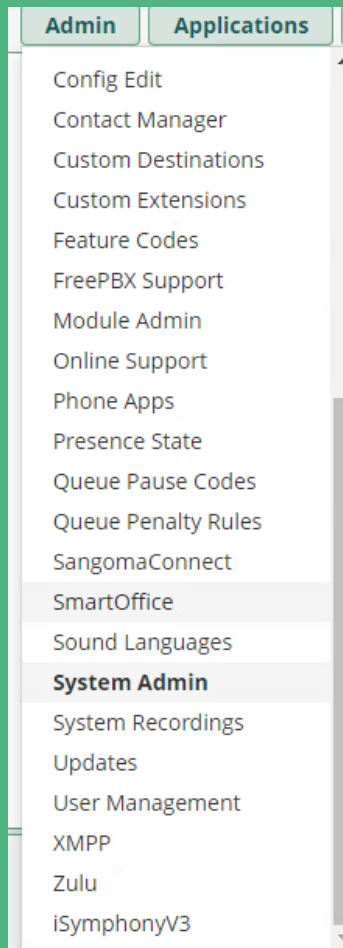 Admin Applications
Config Edit
Contact Manager
Custom Destinations
Custom Extensions
Feature Codes
FreePBX Support
Module Admin
Online Support
Phone Apps
Presence State
Queue Pause Codes
Queue Penalty Rules
SangomaConnect
SmartOffice
Sound Languages
System Admin
System Recordings
Updates
User Management
XMPP
Zulu
iSymphonyV3